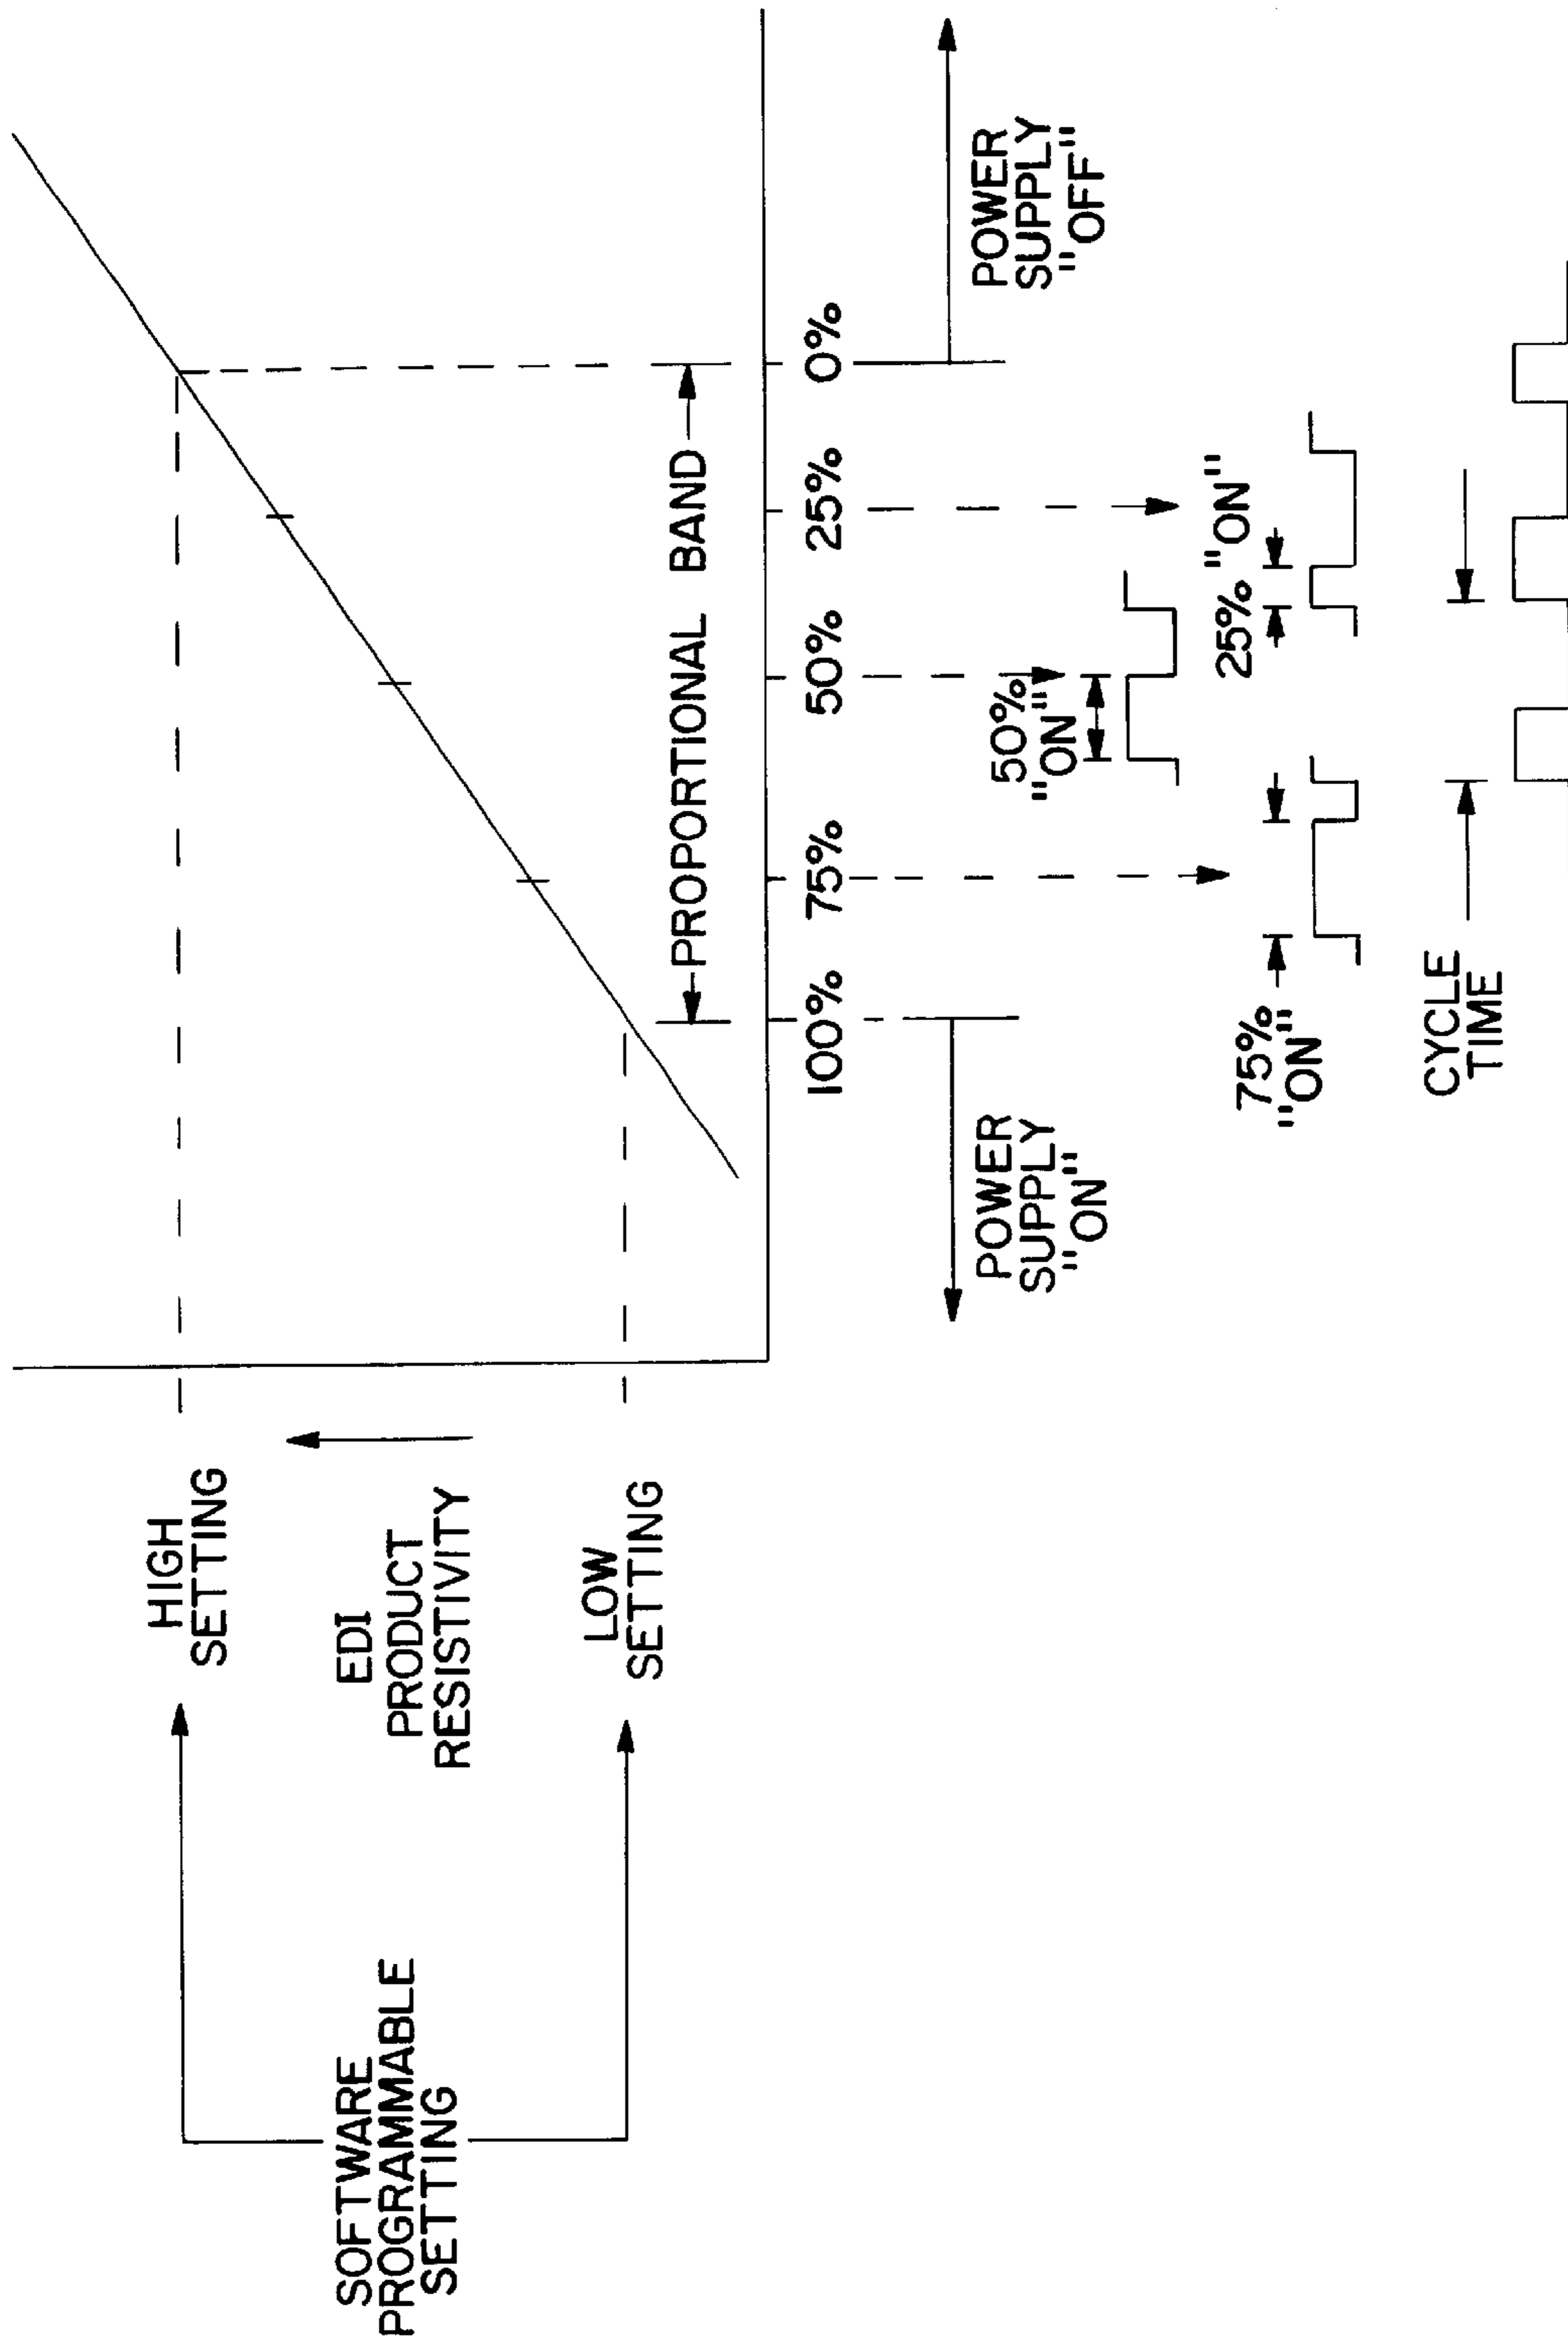 HIGH
SETTING
SOFTWARE
PROGRAMMABLE
SETTING
EDI
PRODUCT
RESISTIVITY
LOW
SETTING
PROPORTIONAL BAND
100% 75% 50% 25% 0%
POWER
SUPPLY
"ON"
POWER
SUPPLY
"OFF"
50%
"ON"
75%
"ON"
25% "ON"
CYCLE
TIME